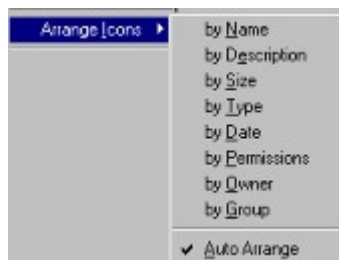 Arrange Icons
by Name
by Description
by Size
by Type
by Date
by Permissions
by Owner
by Group
Auto Arrange